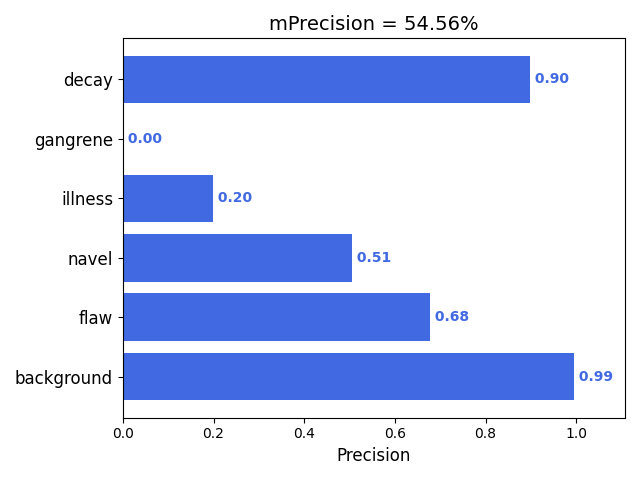 mPrecision = 54.56%
decay
0.90
gangrene
0.00
illness
0.20
navel
0.51
flaw
0.68
background
0.99
0.0 0.2 0.4 0.6 0.8 1.0
Precision